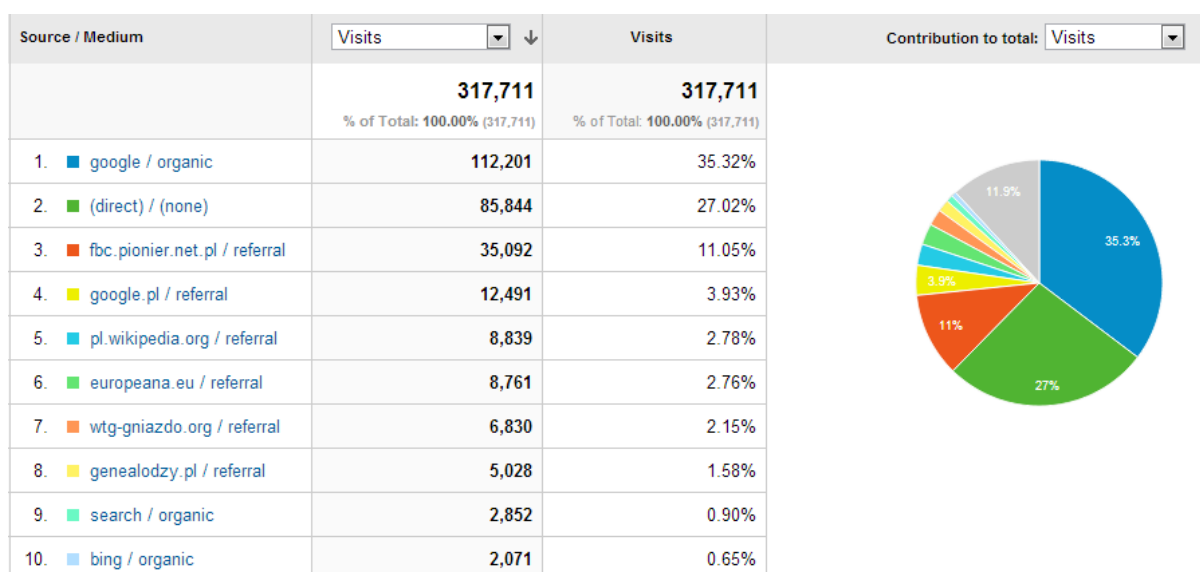 Source / Medium Visits Visits Contribution to total: Visits
317,711 317,711
% of Total: 100.00% (317,711) % of Total: 100.00% (317,711)
1. google / organic 112,201 35.32%
2. (direct) / (none) 85,844 27.02%
3. fbc.pionier.net.pl / referral 35,092 11.05%
4. google.pl / referral 12,491 3.93%
5. pl.wikipedia.org / referral 8,839 2.78%
6. europeana.eu / referral 8,761 2.76%
7. wtg-gniazdo.org / referral 6,830 2.15%
8. genealodzy.pl / referral 5,028 1.58%
9. search / organic 2,852 0.90%
10. bing / organic 2,071 0.65%
11.9%
35.3%
3.9%
11%
27%